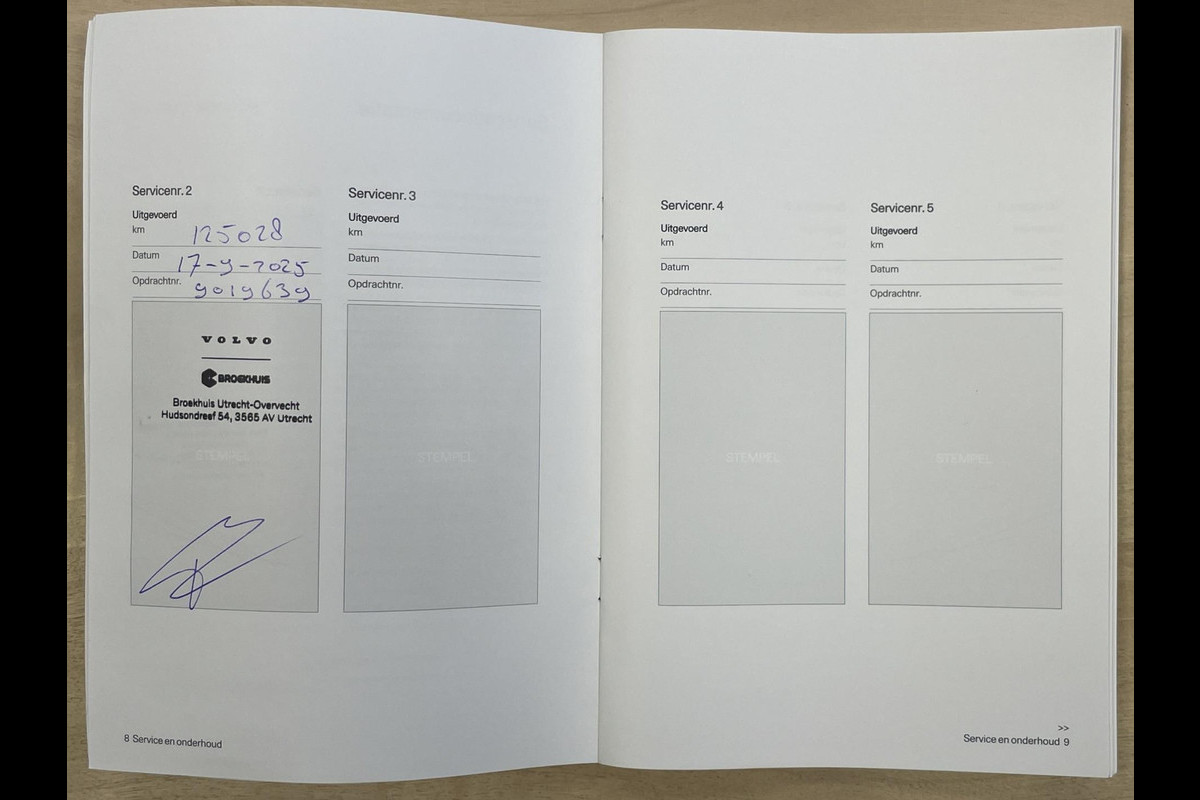 Servicenr. 2
Uitgevoerd
km 125028
Datum 17-9-2025
Opdrachtnr. 9019639
VOLVO
BROEKHUIS
Broekhuis Utrecht-Overvecht
Hudsondreef 54, 3565 AV Utrecht
STEMPEL
8 Service en onderhoud
Servicenr. 3
Uitgevoerd
km
Datum
Opdrachtnr.
STEMPEL
Servicenr. 4
Uitgevoerd
km
Datum
Opdrachtnr.
STEMPEL
Servicenr. 5
Uitgevoerd
km
Datum
Opdrachtnr.
STEMPEL
>>
Service en onderhoud 9